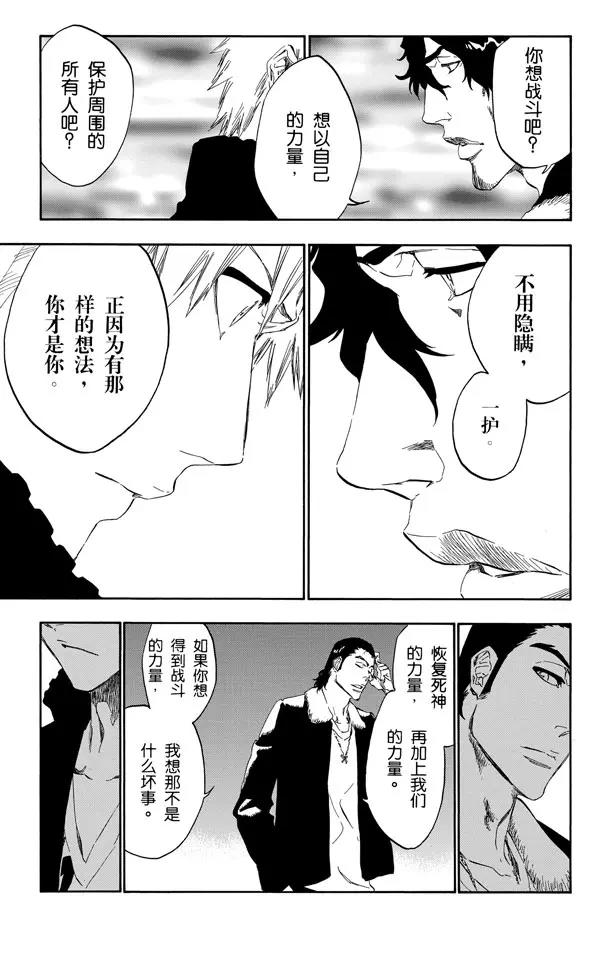 你想战斗吧？
想以自己
的力量，
保护周围的
所有人吧？
不用隐瞒，
一护。
正因为有那
样的想法，
你才是你。
恢复死神
的力量，
再加上我们
的力量。
如果你想
得到战斗
的力量，
我想那不是
什么坏事。